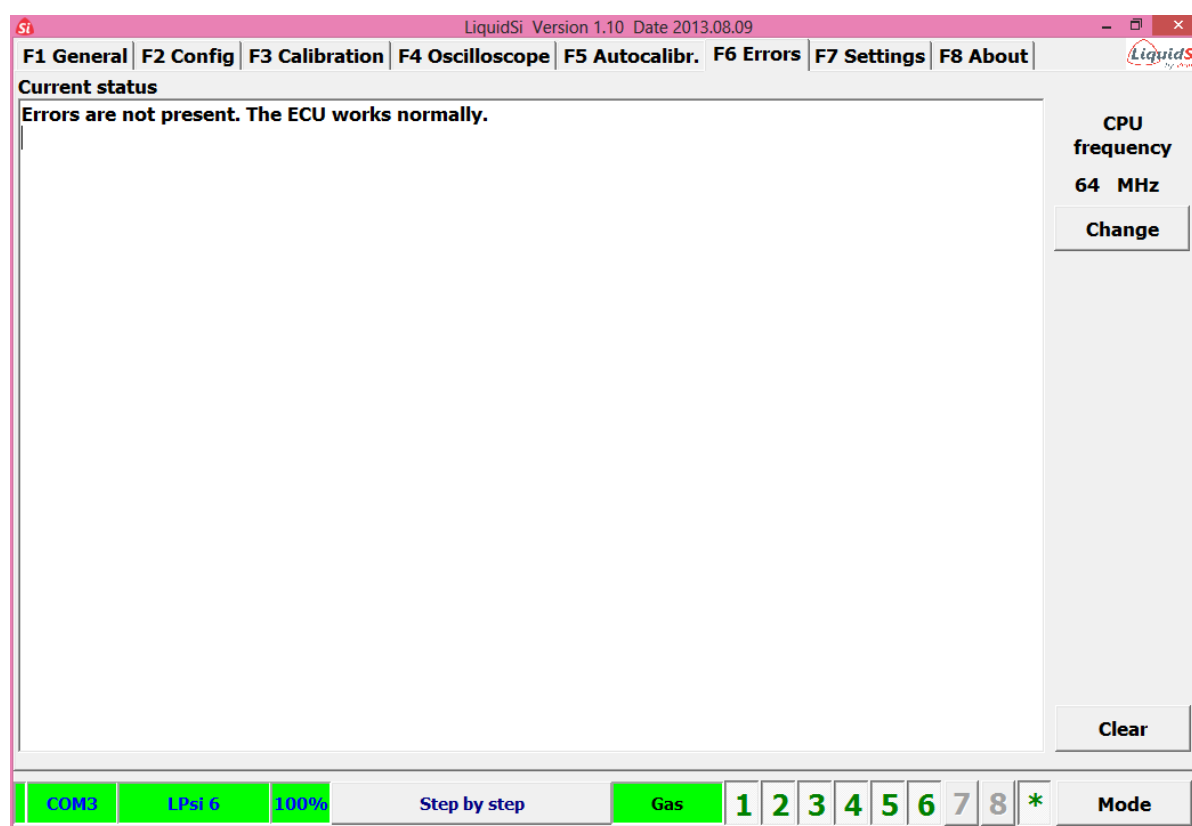 LiquidSi Version 1.10 Date 2013.08.09
F1 General F2 Config F3 Calibration F4 Oscilloscope F5 Autocalibr. F6 Errors F7 Settings F8 About
Current status
Errors are not present. The ECU works normally.
CPU
frequency
64 MHz
Change
Clear
COM3 LPsi 6 100% Step by step Gas 1 2 3 4 5 6 7 8 * Mode